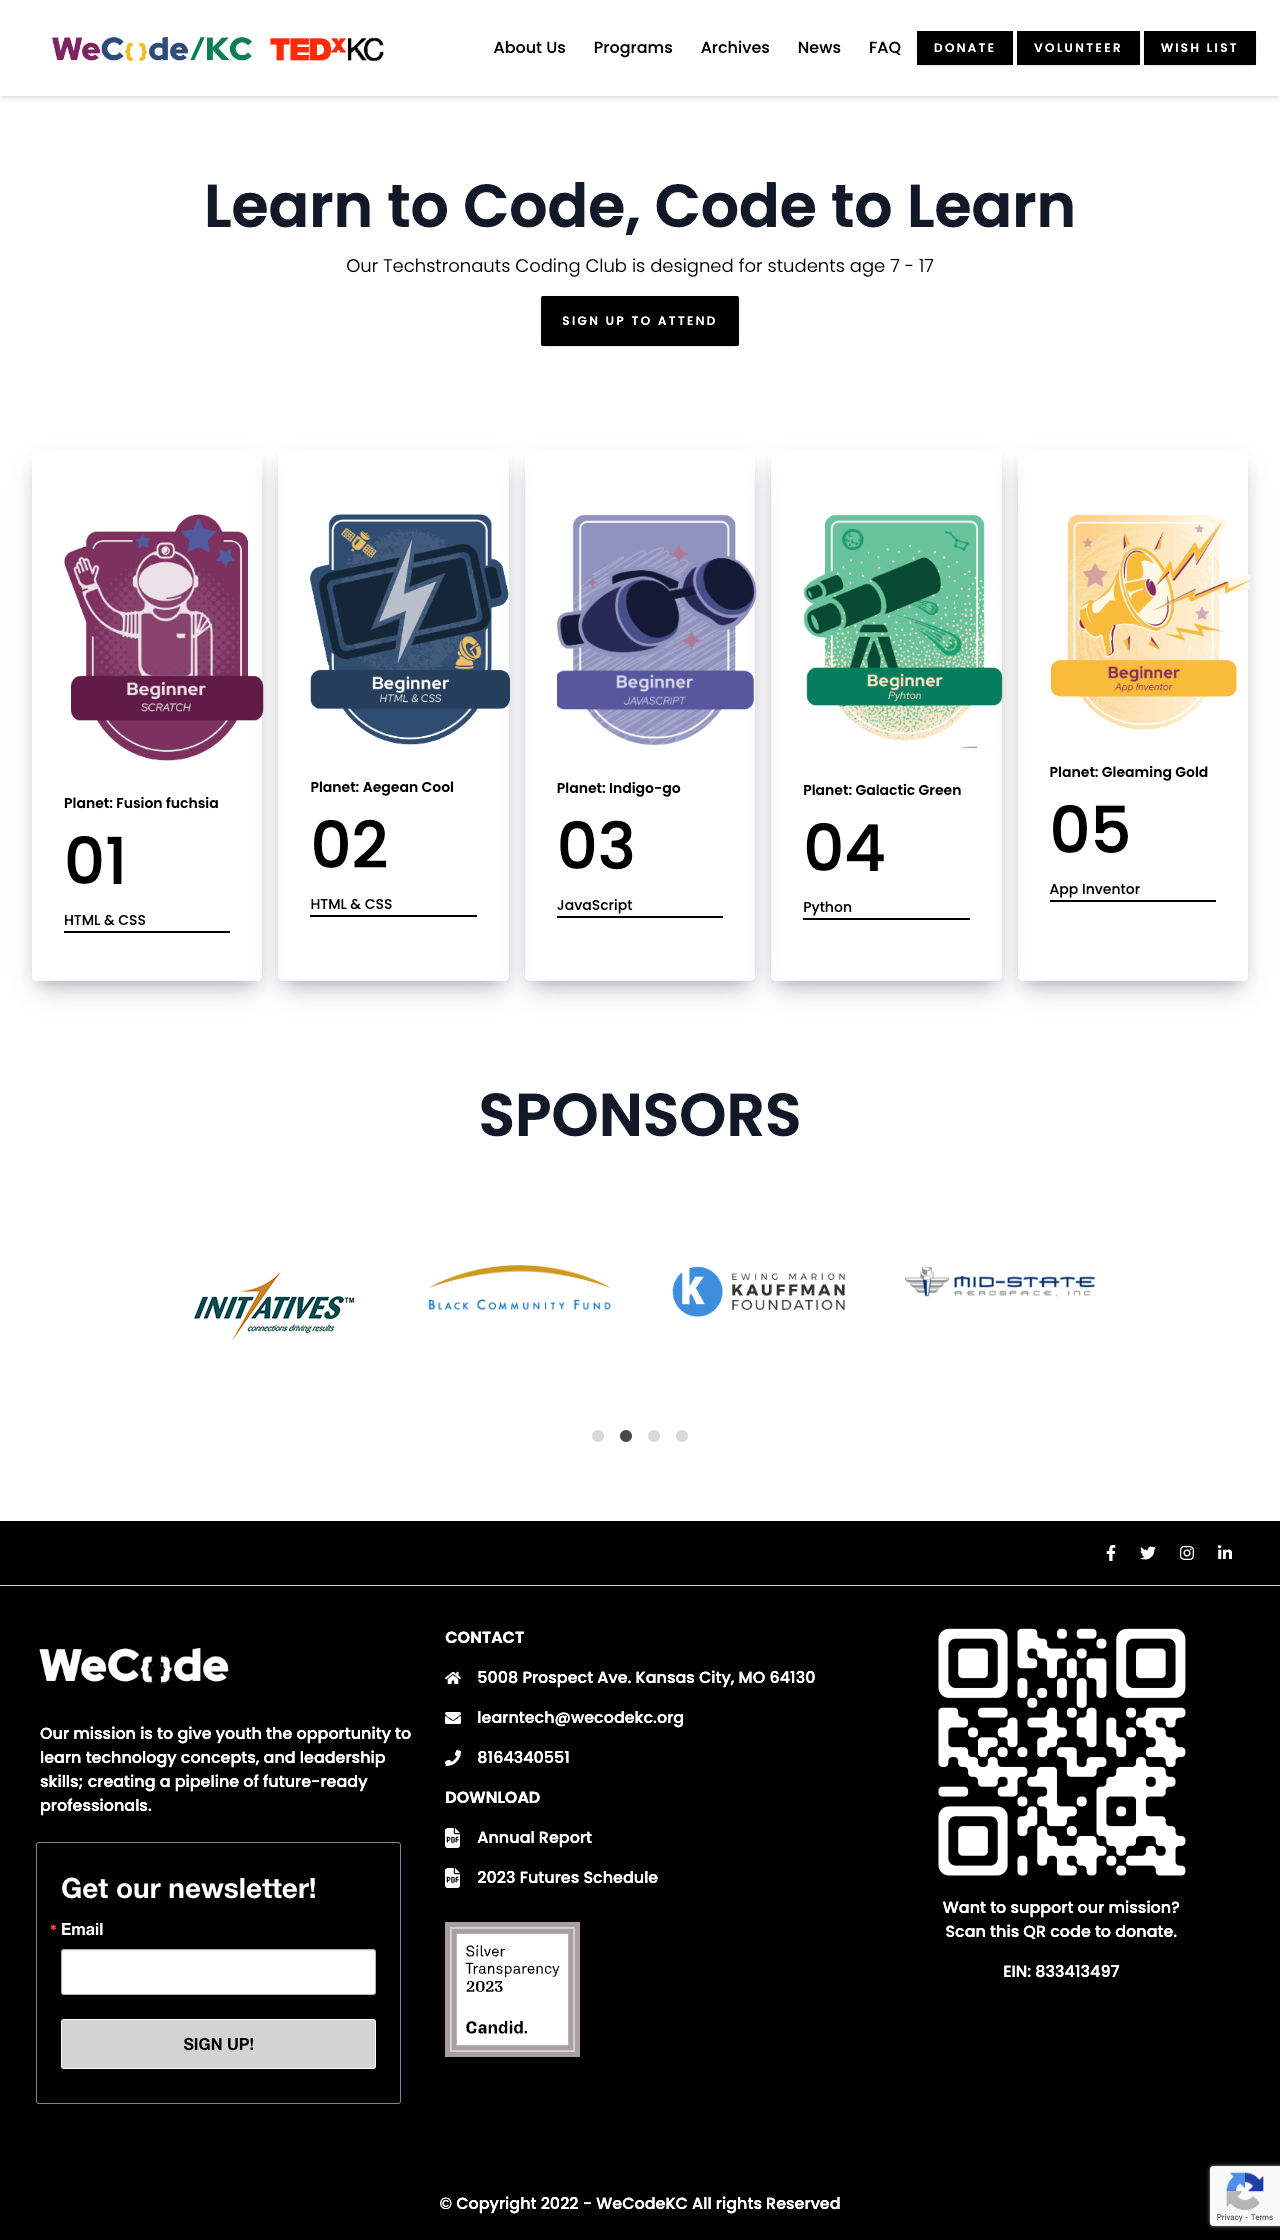 WeC{}de/KC TEDxKC About Us Programs Archives News FAQ DONATE VOLUNTEER WISH LIST
Learn to Code, Code to Learn
Our Techstronauts Coding Club is designed for students age 7 - 17
SIGN UP TO ATTEND
Beginner
SCRATCH
Planet: Fusion fuchsia
01
HTML & CSS
Beginner
HTML & CSS
Planet: Aegean Cool
02
HTML & CSS
Beginner
JAVASCRIPT
Planet: Indigo-go
03
JavaScript
Beginner
Pyhton
Planet: Galactic Green
04
Python
Beginner
App Inventor
Planet: Gleaming Gold
05
App Inventor
SPONSORS
INITIATIVES™
connections driving results
BLACK COMMUNITY FUND
K
EWING MARION
KAUFFMAN
FOUNDATION
MID-STATE
AEROSPACE, INC.
WeC{}de
Our mission is to give youth the opportunity to
learn technology concepts, and leadership
skills; creating a pipeline of future-ready
professionals.
Get our newsletter!
* Email
SIGN UP!
CONTACT
5008 Prospect Ave. Kansas City, MO 64130
learntech@wecodekc.org
8164340551
DOWNLOAD
PDF Annual Report
PDF 2023 Futures Schedule
Silver
Transparency
2023
Candid.
Want to support our mission?
Scan this QR code to donate.
EIN: 833413497
© Copyright 2022 - WeCodeKC All rights Reserved
Privacy - Terms